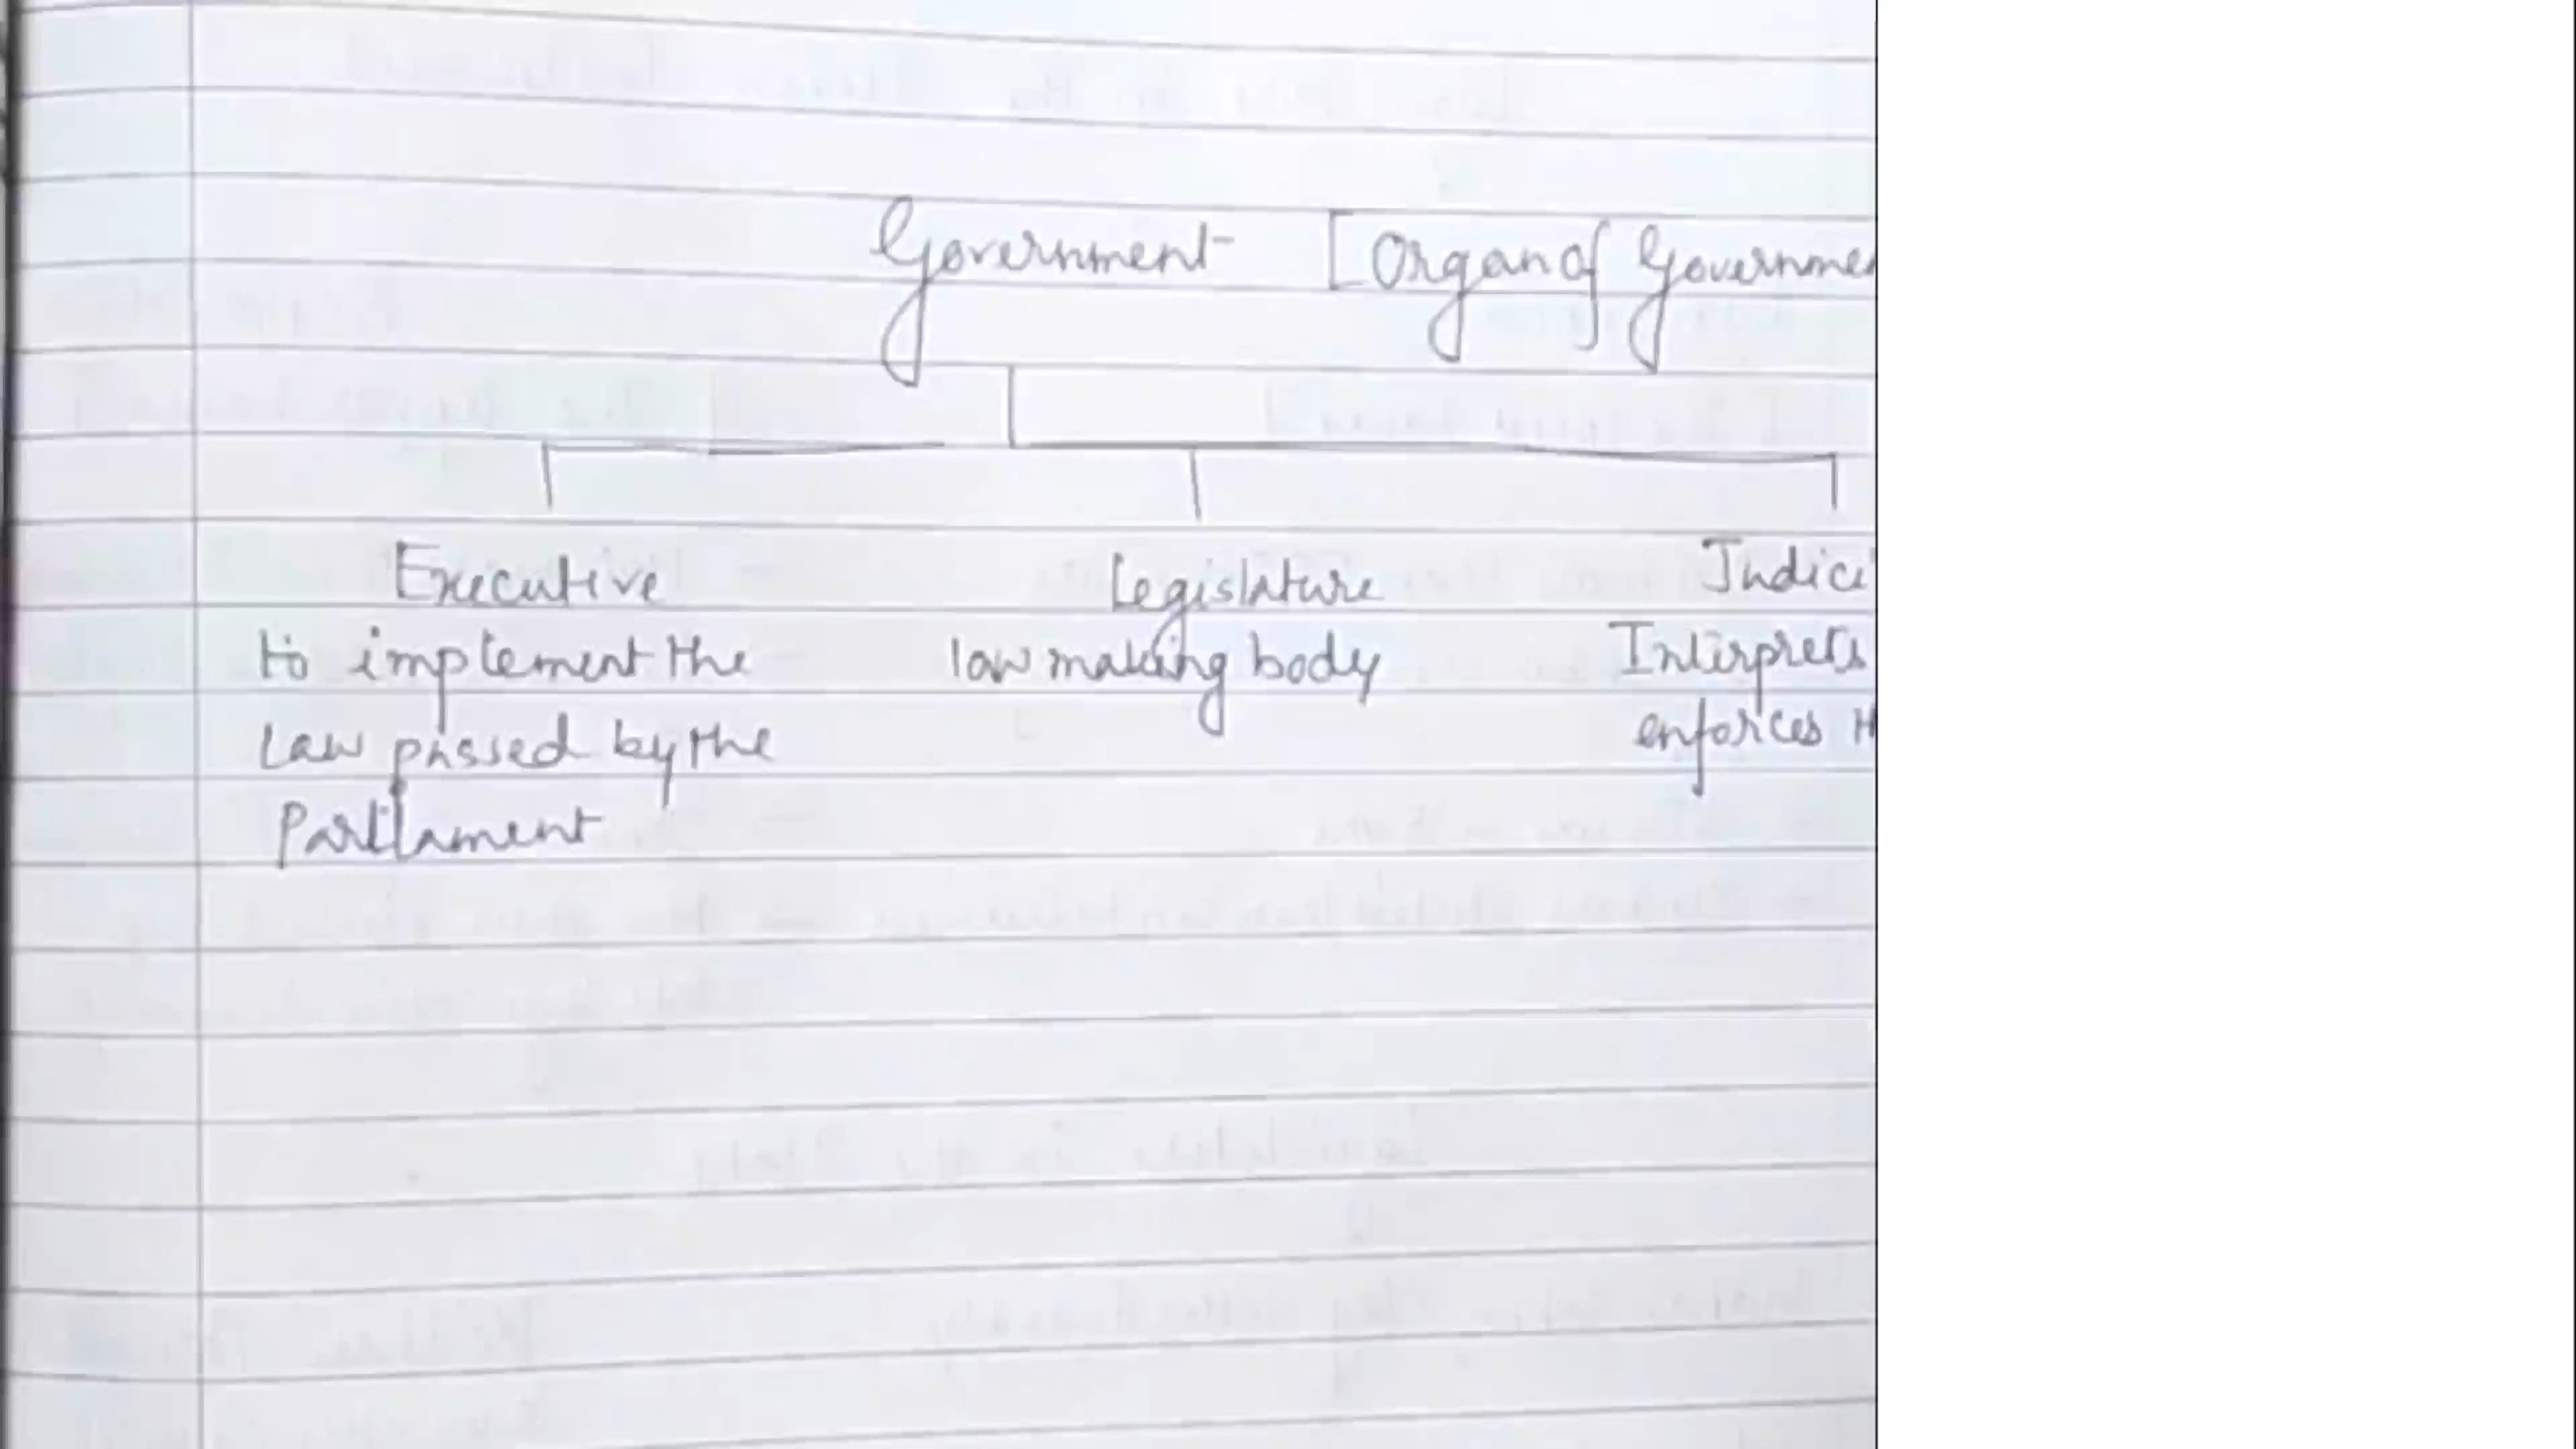 Government [Organ of Governmen
Executive Legislature Judici
to implement the law making body Interprets
law passed by the enforces
Parliament